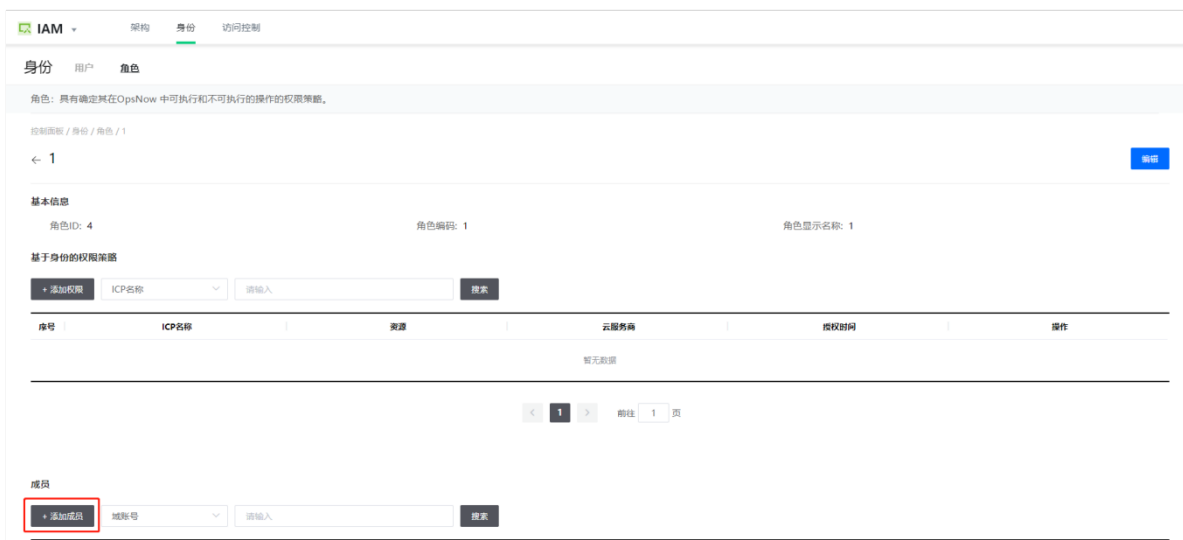 IAM 架构 身份 访问控制
身份 用户 角色
角色：具有确定其在OpsNow 中可执行和不可执行的操作的权限策略。
控制面板 / 身份 / 角色 / 1
← 1 编辑
基本信息
角色ID: 4 角色编码: 1 角色显示名称: 1
基于身份的权限策略
+ 添加权限 ICP名称 请输入 搜索
序号 ICP名称 资源 云服务商 授权时间 操作
暂无数据
< 1 > 前往 1 页
成员
+ 添加成员 域账号 请输入 搜索